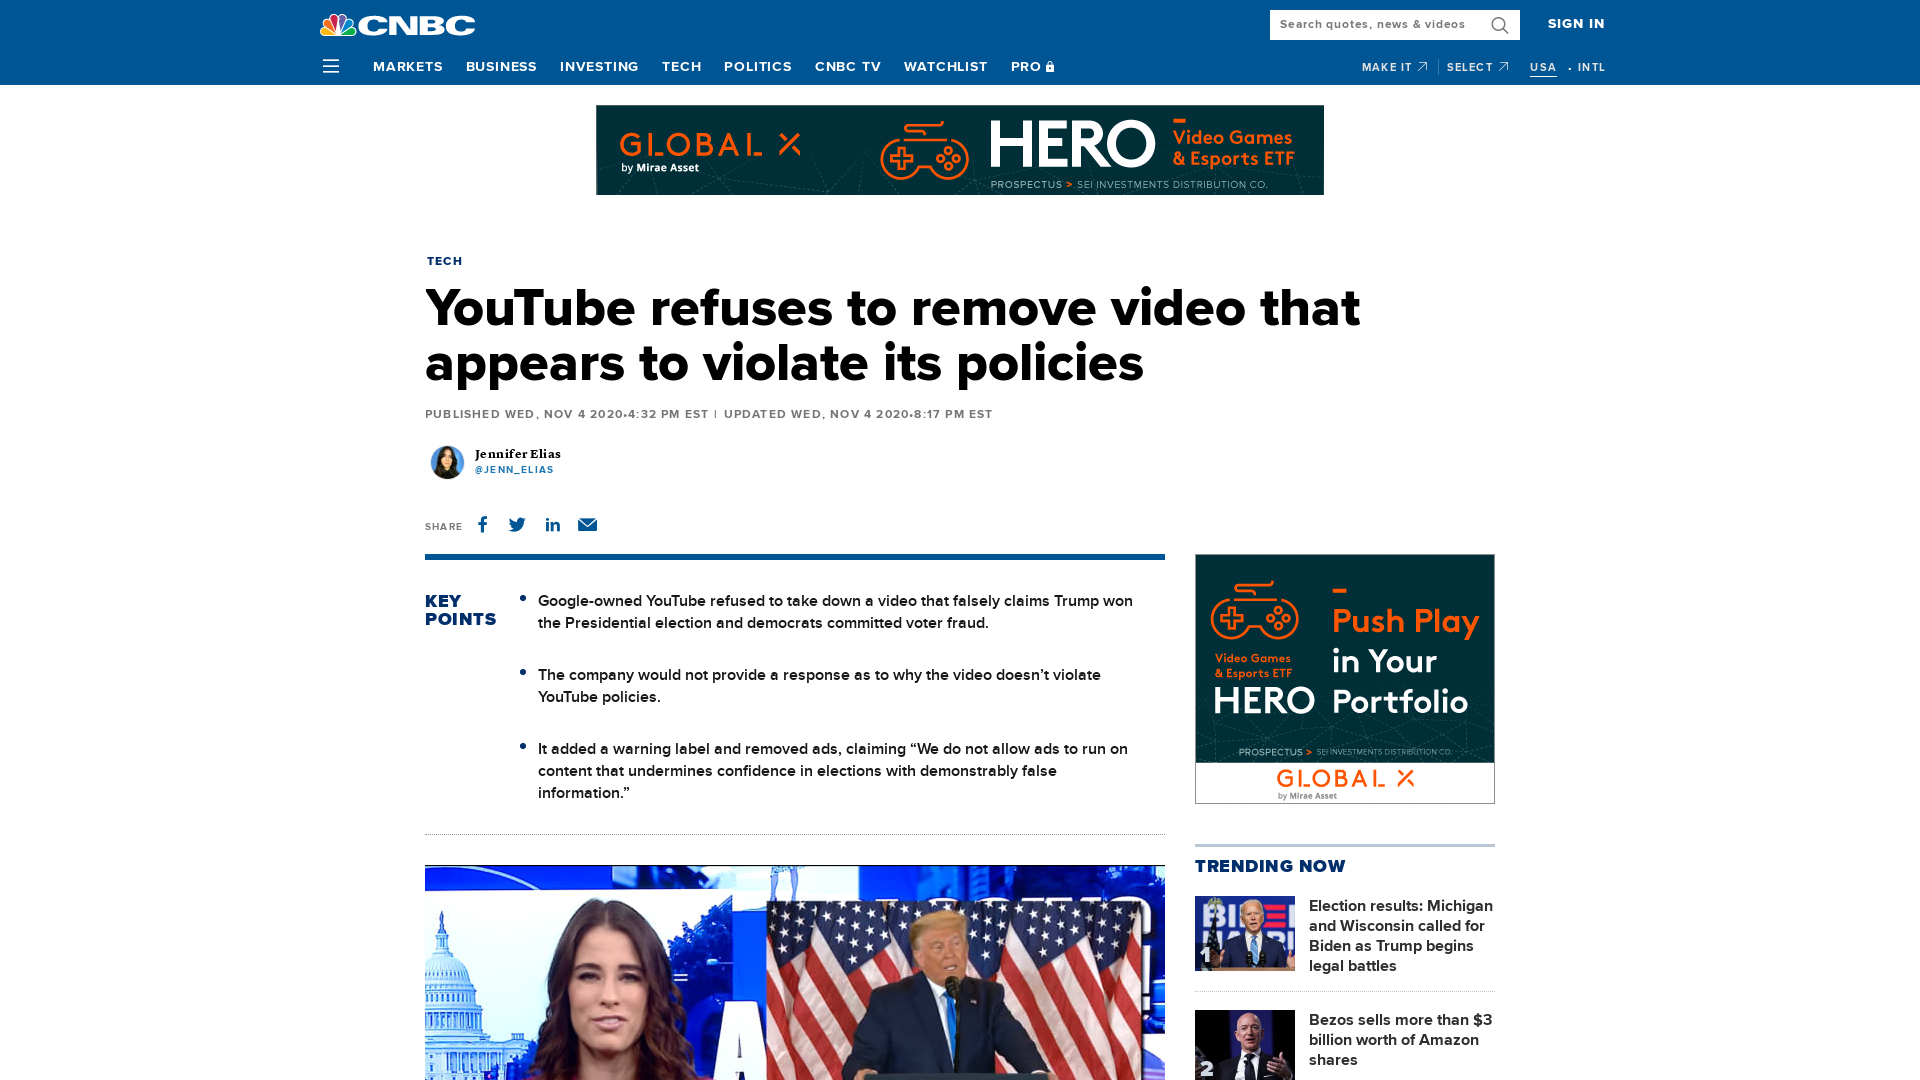 CNBC
Search quotes, news & videos
SIGN IN
MARKETS BUSINESS INVESTING TECH POLITICS CNBC TV WATCHLIST PRO
MAKE IT SELECT USA • INTL
GLOBAL X
by Mirae Asset
HERO
Video Games
& Esports ETF
PROSPECTUS > SEI INVESTMENTS DISTRIBUTION CO.
TECH
YouTube refuses to remove video that
appears to violate its policies
PUBLISHED WED, NOV 4 2020•4:32 PM EST | UPDATED WED, NOV 4 2020•8:17 PM EST
Jennifer Elias
@JENN_ELIAS
SHARE
KEY
POINTS
• Google-owned YouTube refused to take down a video that falsely claims Trump won
the Presidential election and democrats committed voter fraud.
• The company would not provide a response as to why the video doesn’t violate
YouTube policies.
• It added a warning label and removed ads, claiming “We do not allow ads to run on
content that undermines confidence in elections with demonstrably false
information.”
Push Play
in Your
Portfolio
Video Games
& Esports ETF
HERO
PROSPECTUS > SEI INVESTMENTS DISTRIBUTION CO.
GLOBAL X
by Mirae Asset
TRENDING NOW
1
Election results: Michigan
and Wisconsin called for
Biden as Trump begins
legal battles
2
Bezos sells more than $3
billion worth of Amazon
shares